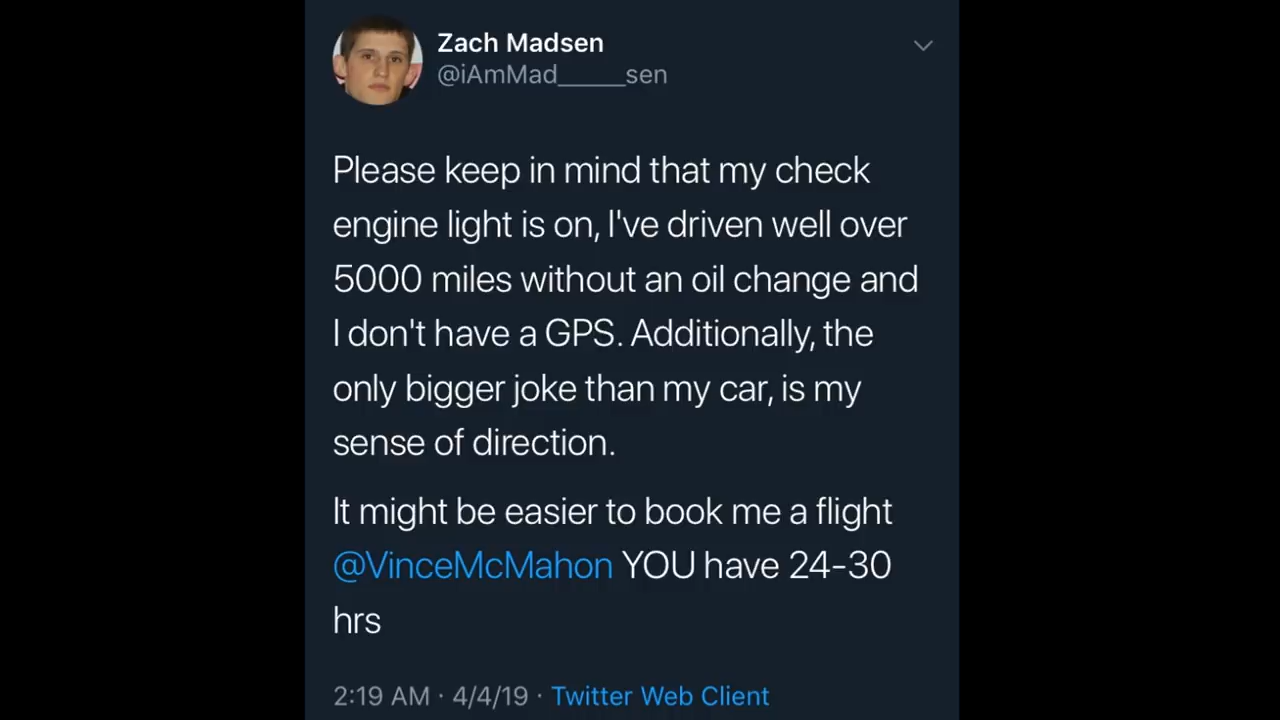 Zach Madsen
@iAmMad_____sen
Please keep in mind that my check
engine light is on, I've driven well over
5000 miles without an oil change and
I don't have a GPS. Additionally, the
only bigger joke than my car, is my
sense of direction.
It might be easier to book me a flight
@VinceMcMahon YOU have 24-30
hrs
2:19 AM · 4/4/19 · Twitter Web Client